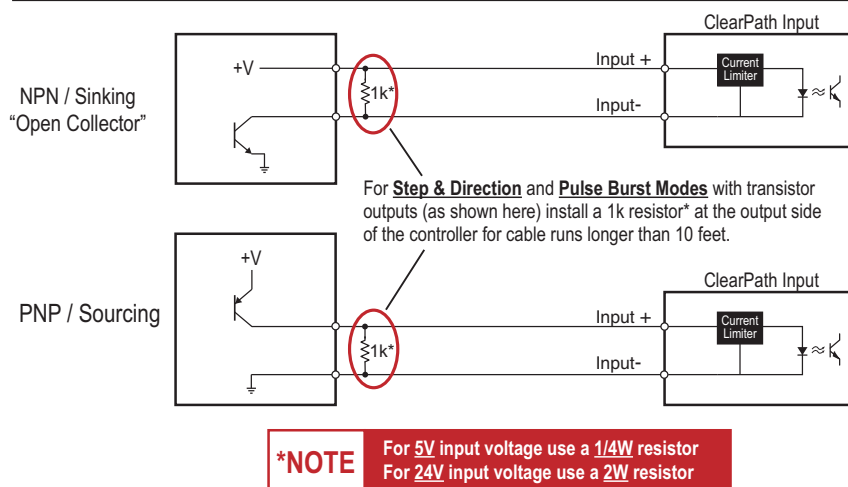 ClearPath Input
+V
Input +
Current
Limiter
NPN / Sinking
"Open Collector"
1k*
≈
Input-
For Step & Direction and Pulse Burst Modes with transistor
outputs (as shown here) install a 1k resistor* at the output side
of the controller for cable runs longer than 10 feet.
+V
ClearPath Input
PNP / Sourcing
Input +
Current
Limiter
1k*
≈
Input-
*NOTE
For 5V input voltage use a 1/4W resistor
For 24V input voltage use a 2W resistor